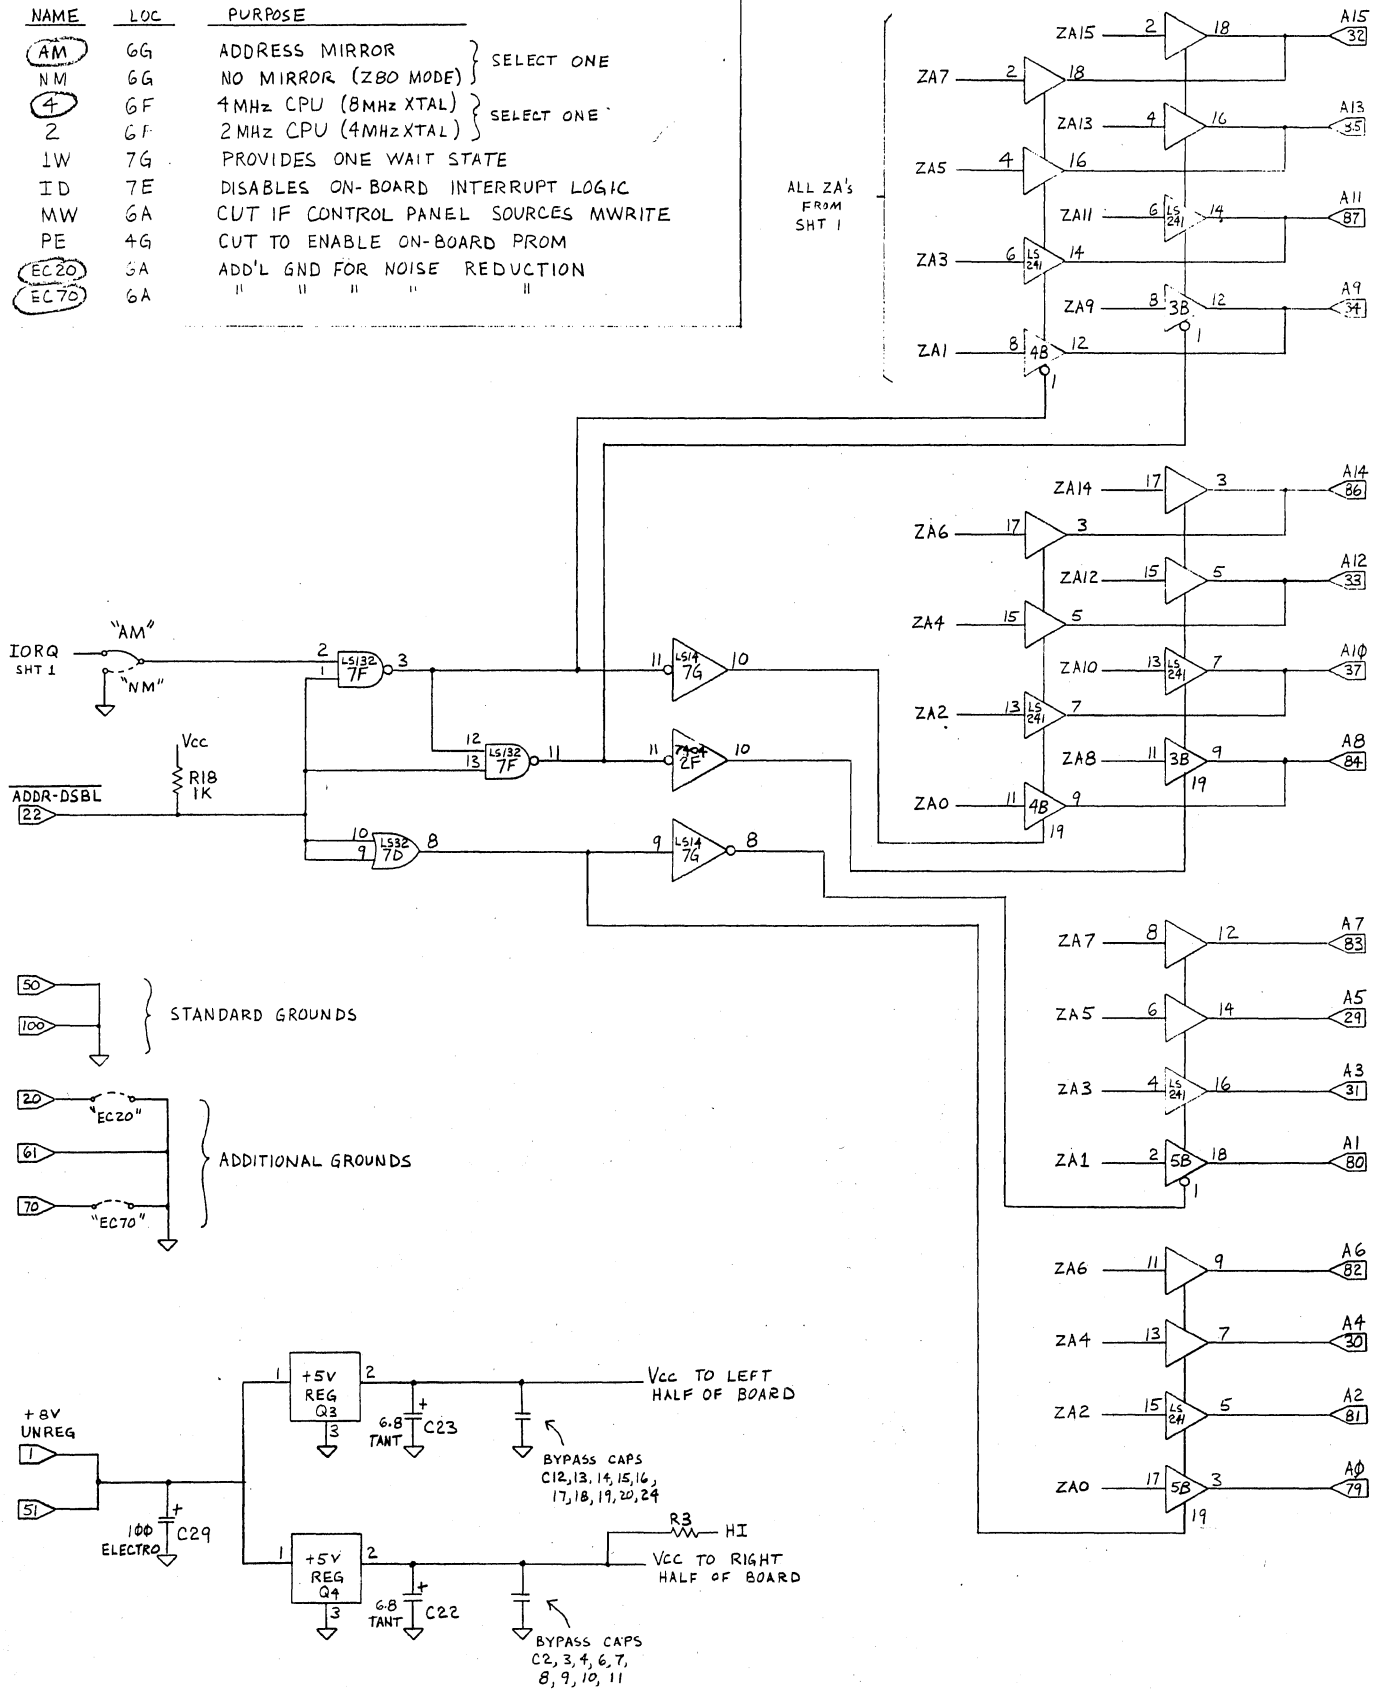 NAME LOC PURPOSE
AM 6G ADDRESS MIRROR
NM 6G NO MIRROR (Z80 MODE)
SELECT ONE
4 6F 4MHz CPU (8MHz XTAL)
2 6F 2MHz CPU (4MHz XTAL)
SELECT ONE
1W 7G PROVIDES ONE WAIT STATE
ID 7E DISABLES ON-BOARD INTERRUPT LOGIC
MW 6A CUT IF CONTROL PANEL SOURCES MWRITE
PE 4G CUT TO ENABLE ON-BOARD PROM
EC20 6A ADD'L GND FOR NOISE REDUCTION
EC70 6A " " " " "
ALL ZA's
FROM
SHT 1
ZA15 2 18 A15 32
ZA7 2 18
ZA13 4 16 A13 35
ZA5 4 16
ZA11 6 LS 241 14 A11 87
ZA3 6 LS 241 14
ZA9 8 3B 12 A9 34
1
ZA1 8 4B 12
1
ZA14 17 3 A14 86
ZA6 17 3
ZA12 15 5 A12 33
ZA4 15 5
ZA10 13 LS 241 7 A1ϕ 37
ZA2 13 LS 241 7
ZA8 11 3B 9 A8 84
19
ZA0 11 4B 9
19
IORQ
SHT 1
"AM"
"NM"
2
1
LS132
7F
3
11 LS14 7G 10
12
13
LS132
7F
11
11 7404 2F 10
Vcc
R18
1K
ADDR-DSBL
22
10
9
LS32
7D
8
9 LS14 7G 8
ZA7 8 12 A7 83
ZA5 6 14 A5 29
ZA3 4 LS 241 16 A3 31
ZA1 2 5B 18 A1 80
1
ZA6 11 9 A6 82
ZA4 13 7 A4 30
ZA2 15 LS 241 5 A2 81
ZA0 17 5B 3 Aϕ 79
19
50
100
STANDARD GROUNDS
20
"EC20"
61
70
"EC70"
ADDITIONAL GROUNDS
+8V
UNREG
1
51
1ϕϕ
ELECTRO
+
C29
1 +5V REG Q3 2
3
6.8
TANT
+
C23
Vcc TO LEFT
HALF OF BOARD
BYPASS CAPS
C12,13,14,15,16,
17,18,19,20,24
1 +5V REG Q4 2
3
6.8
TANT
+
C22
R3
HI
Vcc TO RIGHT
HALF OF BOARD
BYPASS CAPS
C2,3,4,6,7,
8,9,10,11